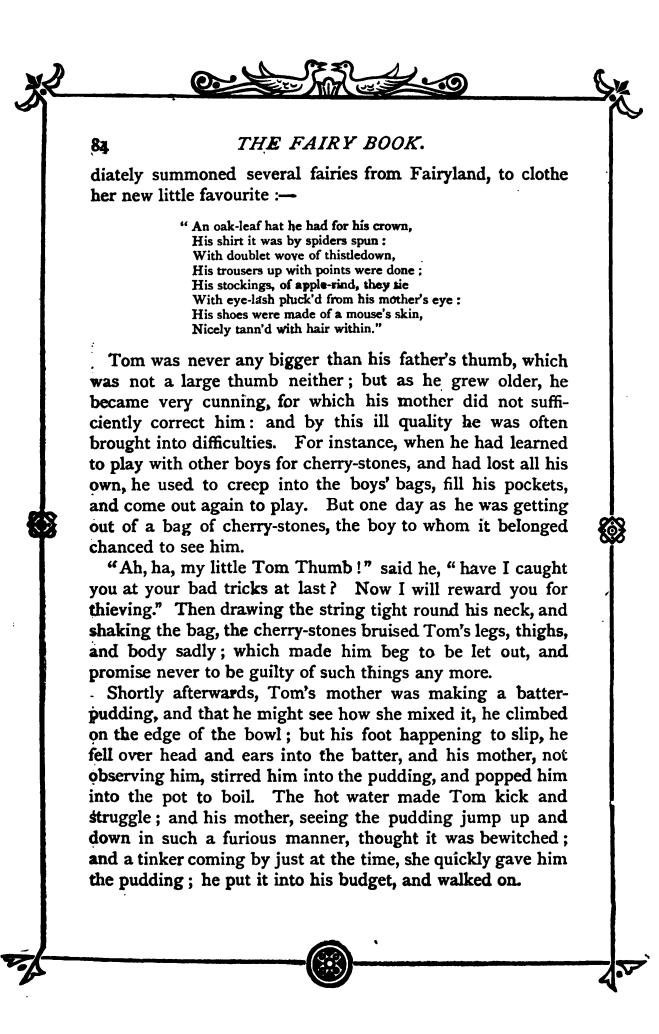 84 THE FAIRY BOOK.
diately summoned several fairies from Fairyland, to clothe
her new little favourite :—
“ An oak-leaf hat he had for his crown,
His shirt it was by spiders spun :
With doublet wove of thistledown,
His trousers up with points were done ;
His stockings, of apple-rind, they tie
With eye-lash pluck'd from his mother's eye :
His shoes were made of a mouse's skin,
Nicely tann'd with hair within.”
Tom was never any bigger than his father's thumb, which
was not a large thumb neither ; but as he grew older, he
became very cunning, for which his mother did not suffi-
ciently correct him : and by this ill quality he was often
brought into difficulties. For instance, when he had learned
to play with other boys for cherry-stones, and had lost all his
own, he used to creep into the boys' bags, fill his pockets,
and come out again to play. But one day as he was getting
out of a bag of cherry-stones, the boy to whom it belonged
chanced to see him.
“Ah, ha, my little Tom Thumb !” said he, “ have I caught
you at your bad tricks at last ? Now I will reward you for
thieving.” Then drawing the string tight round his neck, and
shaking the bag, the cherry-stones bruised Tom's legs, thighs,
and body sadly ; which made him beg to be let out, and
promise never to be guilty of such things any more.
Shortly afterwards, Tom's mother was making a batter-
pudding, and that he might see how she mixed it, he climbed
on the edge of the bowl ; but his foot happening to slip, he
fell over head and ears into the batter, and his mother, not
observing him, stirred him into the pudding, and popped him
into the pot to boil. The hot water made Tom kick and
struggle ; and his mother, seeing the pudding jump up and
down in such a furious manner, thought it was bewitched ;
and a tinker coming by just at the time, she quickly gave him
the pudding ; he put it into his budget, and walked on.